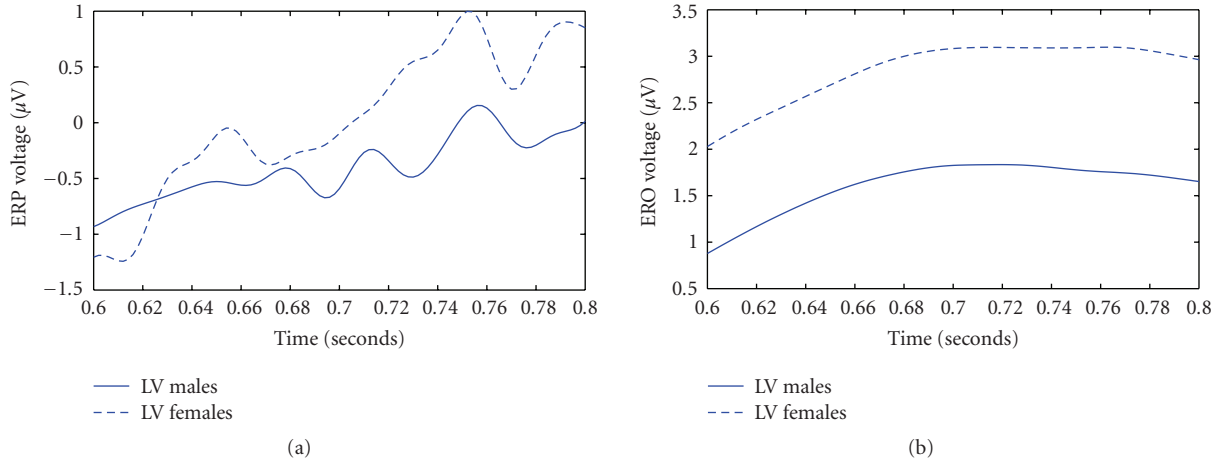 1
0.5
0
−0.5
−1
−1.5
ERP voltage (μV)
0.6 0.62 0.64 0.66 0.68 0.7 0.72 0.74 0.76 0.78 0.8
Time (seconds)
LV males
LV females
(a)
3.5
3
2.5
2
1.5
1
0.5
ERO voltage (μV)
0.6 0.62 0.64 0.66 0.68 0.7 0.72 0.74 0.76 0.78 0.8
Time (seconds)
LV males
LV females
(b)